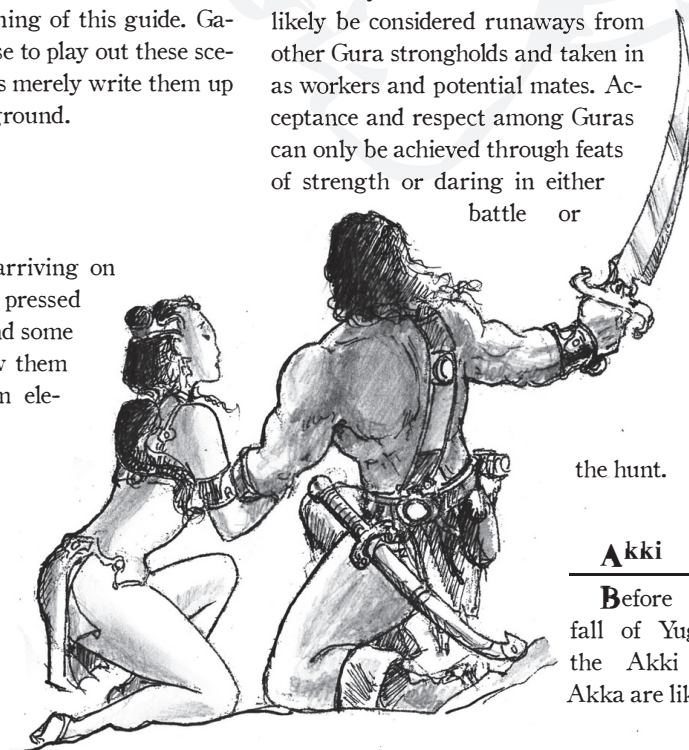 ning of this guide. Ga-
se to play out these sce-
s merely write them up
ground.
arriving on
pressed
nd some
w them
m ele-
likely be considered runaways from
other Gura strongholds and taken in
as workers and potential mates. Ac-
ceptance and respect among Guras
can only be achieved through feats
of strength or daring in either
battle or
the hunt.
Akki
Before
fall of Yug
the Akki
Akka are lik